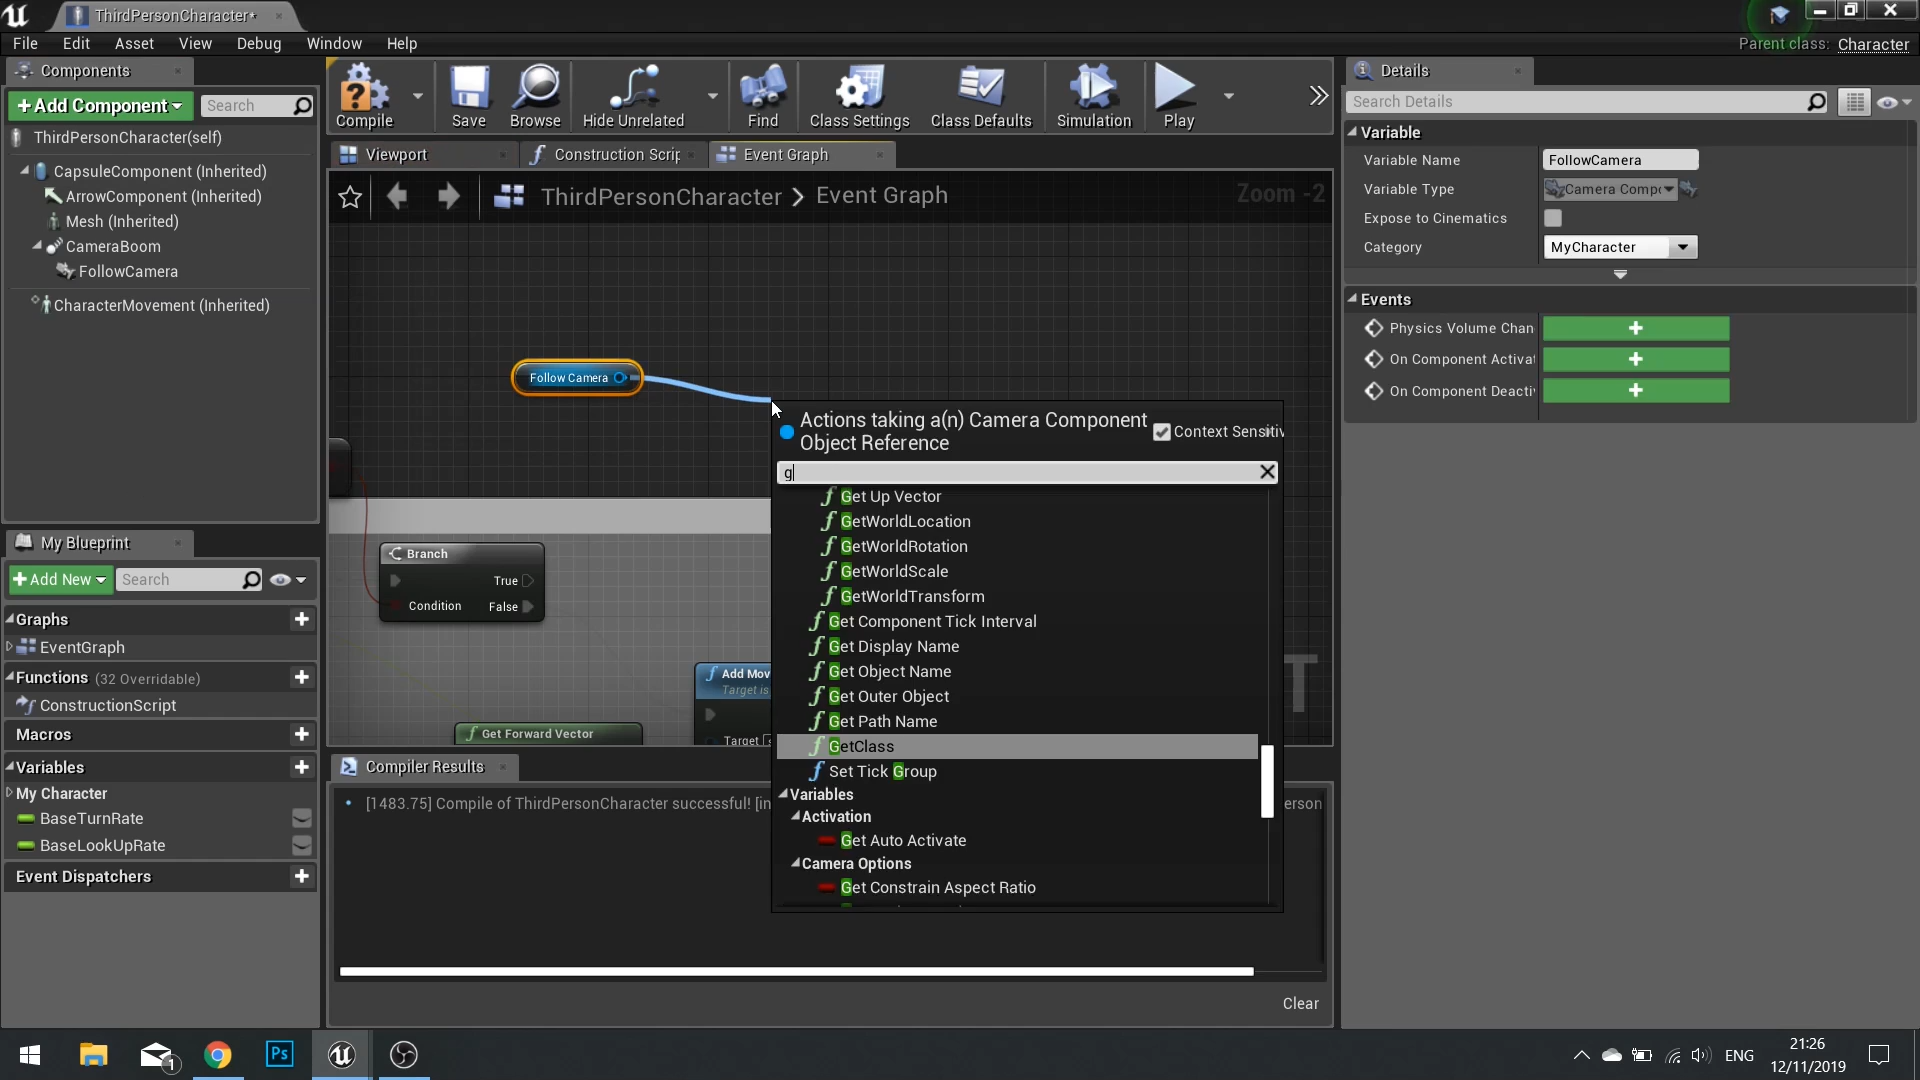 ThirdPersonCharacter*
File Edit Asset View Debug Window Help
Parent class: Character
Components
+Add Component
Search
ThirdPersonCharacter(self)
CapsuleComponent (Inherited)
ArrowComponent (Inherited)
Mesh (Inherited)
CameraBoom
FollowCamera
CharacterMovement (Inherited)
My Blueprint
+Add New
Search
Graphs
EventGraph
Functions (32 Overridable)
ConstructionScript
Macros
Variables
My Character
BaseTurnRate
BaseLookUpRate
Event Dispatchers
Compile
Save
Browse
Hide Unrelated
Find
Class Settings
Class Defaults
Simulation
Play
Viewport
Construction Scrip
Event Graph
ThirdPersonCharacter > Event Graph
Zoom -2
Follow Camera
Branch
True
Condition
False
Add Mov
Target is
Target
Get Forward Vector
Actions taking a(n) Camera Component
Object Reference
Context Sensitiv
g
Get Up Vector
GetWorldLocation
GetWorldRotation
GetWorldScale
GetWorldTransform
Get Component Tick Interval
Get Display Name
Get Object Name
Get Outer Object
Get Path Name
GetClass
Set Tick Group
Variables
Activation
Get Auto Activate
Camera Options
Get Constrain Aspect Ratio
Compiler Results
[1483.75] Compile of ThirdPersonCharacter successful! [in
erson
Clear
Details
Search Details
Variable
Variable Name FollowCamera
Variable Type Camera Compo
Expose to Cinematics
Category MyCharacter
Events
Physics Volume Chan
On Component Activat
On Component Deacti
Ps
1
ENG
21:26
12/11/2019